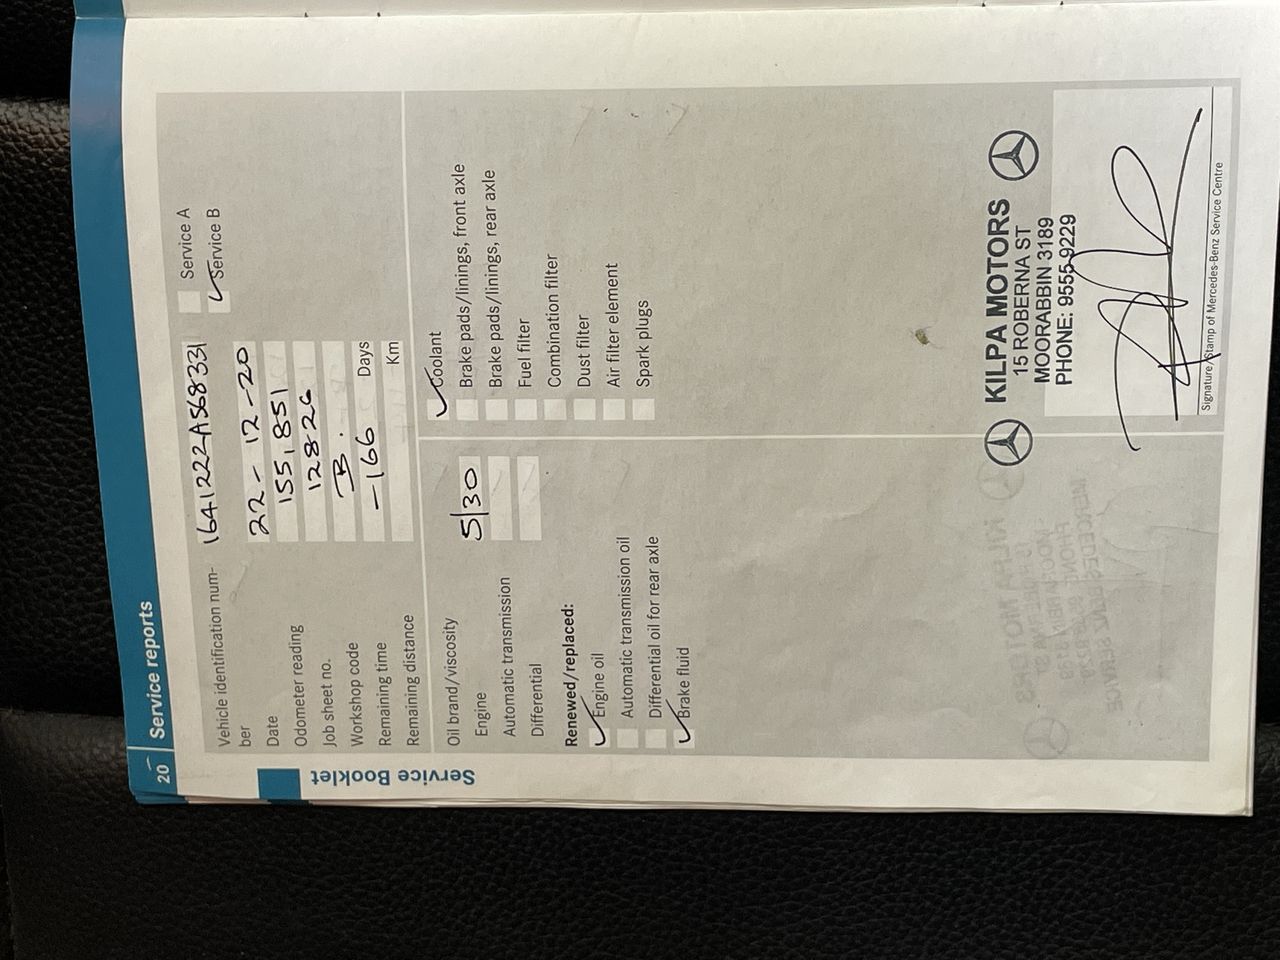 20 Service reports
Service Booklet
Vehicle identification num-
ber
1641222A568331
Service A
Service B
Date 22-12-20
Odometer reading 155,851
Job sheet no. 12826
Workshop code B.
Remaining time -166 Days
Remaining distance Km
Oil brand/viscosity
Engine 5/30
Automatic transmission
Differential
Renewed/replaced:
Engine oil
Automatic transmission oil
Differential oil for rear axle
Brake fluid
Coolant
Brake pads/linings, front axle
Brake pads/linings, rear axle
Fuel filter
Combination filter
Dust filter
Air filter element
Spark plugs
KILPA MOTORS
15 ROBERNA ST
MOORABBIN 3189
PHONE: 9555-9229
Signature/Stamp of Mercedes-Benz Service Centre